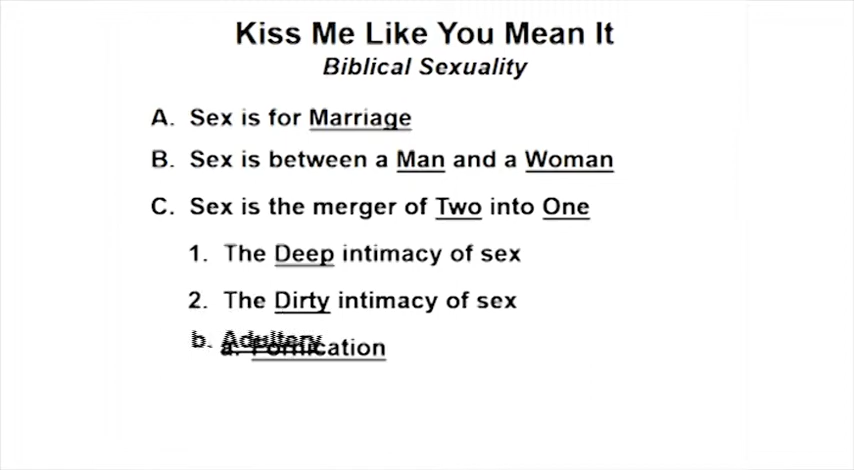 Kiss Me Like You Mean It
Biblical Sexuality
A. Sex is for Marriage
B. Sex is between a Man and a Woman
C. Sex is the merger of Two into One
1. The Deep intimacy of sex
2. The Dirty intimacy of sex
b. Adultery
a. Fornication